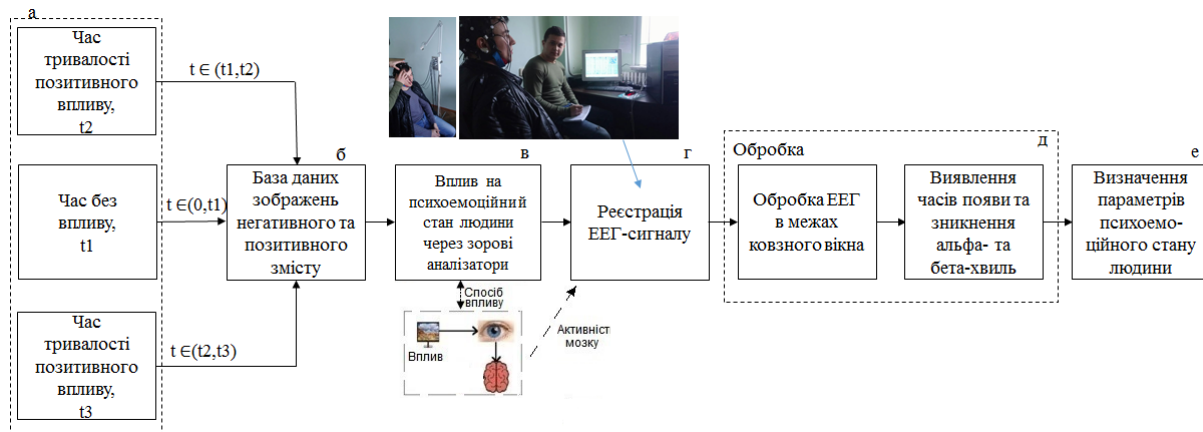 а
Час
тривалості
позитивного
впливу,
t2
t ∈ (t1,t2)
Час без
впливу,
t1
t ∈(0,t1)
Час
тривалості
позитивного
впливу,
t3
t ∈(t2,t3)
б
База даних
зображень
негативного та
позитивного
змісту
в
Вплив на
психоемоційний
стан людини
через зорові
аналізатори
Спосіб
впливу
Вплив
Активність
мозку
г
Реєстрація
ЕЕГ-сигналу
Обробка
д
Обробка ЕЕГ
в межах
ковзного вікна
Виявлення
часів появи та
зникнення
альфа- та
бета-хвиль
е
Визначення
параметрів
психоемо-
ційного стану
людини